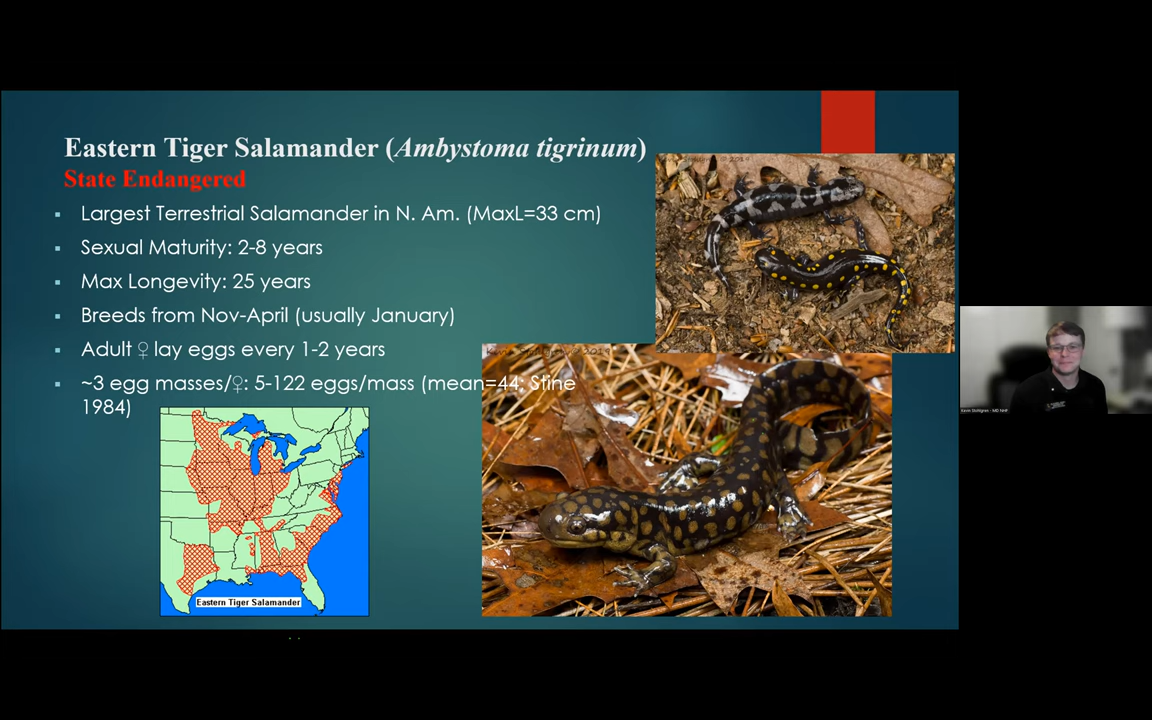 Eastern Tiger Salamander (Ambystoma tigrinum)
State Endangered
▪ Largest Terrestrial Salamander in N. Am. (MaxL=33 cm)
▪ Sexual Maturity: 2-8 years
▪ Max Longevity: 25 years
▪ Breeds from Nov-April (usually January)
▪ Adult ♀ lay eggs every 1-2 years
▪ ~3 egg masses/♀: 5-122 eggs/mass (mean=44; Stine
1984)
Eastern Tiger Salamander